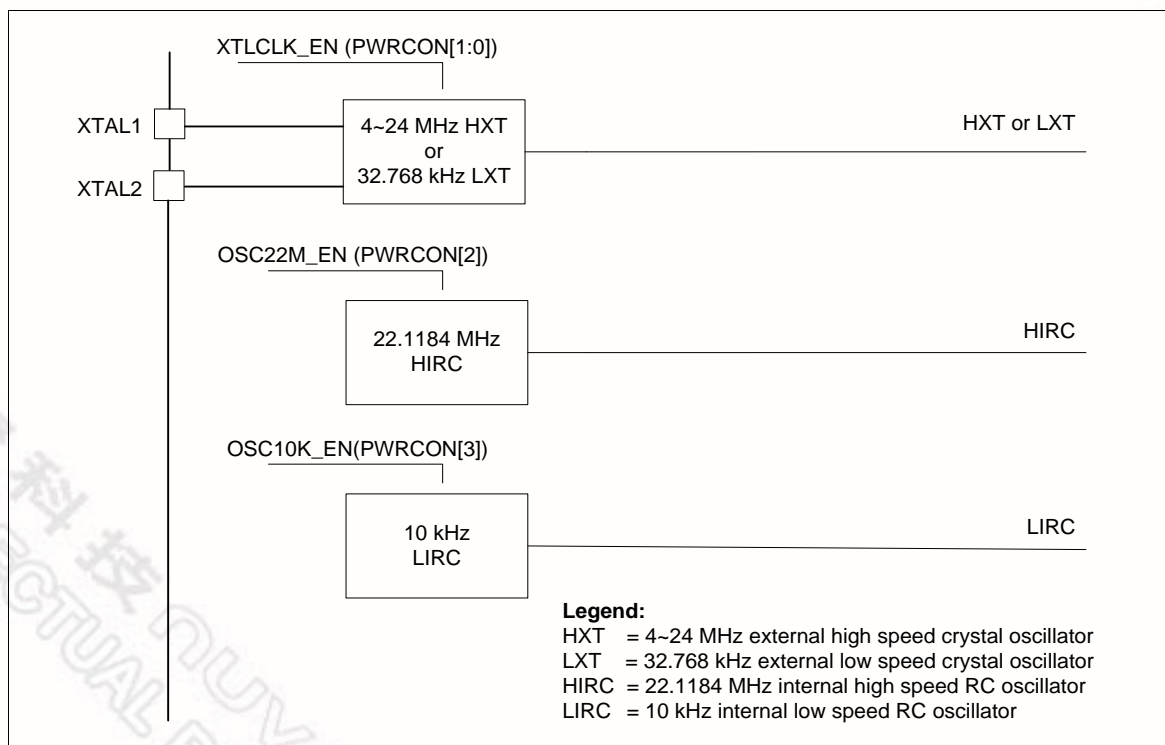 XTLCLK_EN (PWRCON[1:0])
XTAL1
4~24 MHz HXT
or
32.768 kHz LXT
HXT or LXT
XTAL2
OSC22M_EN (PWRCON[2])
22.1184 MHz
HIRC
HIRC
OSC10K_EN(PWRCON[3])
10 kHz
LIRC
LIRC
Legend:
HXT = 4~24 MHz external high speed crystal oscillator
LXT = 32.768 kHz external low speed crystal oscillator
HIRC = 22.1184 MHz internal high speed RC oscillator
LIRC = 10 kHz internal low speed RC oscillator
科技